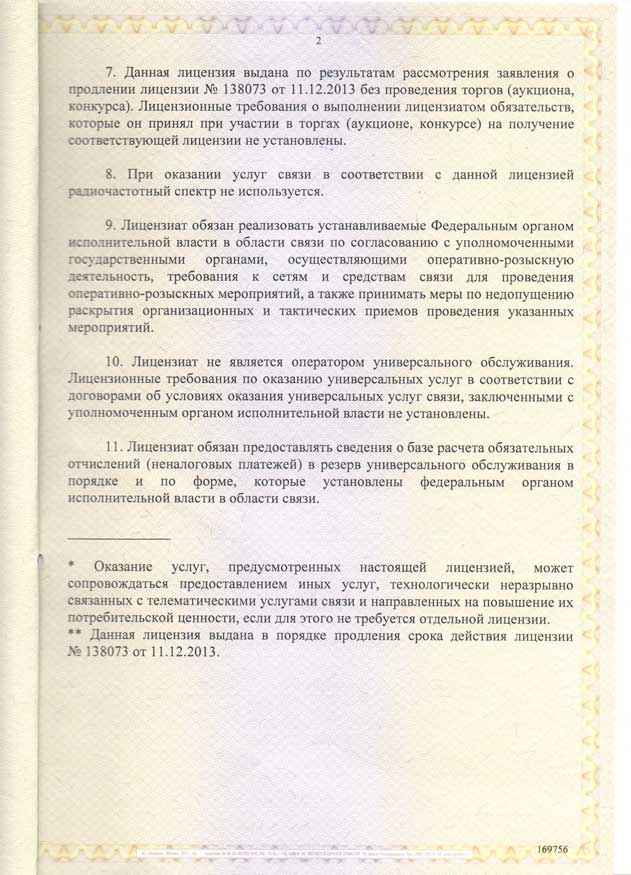 2
7. Данная лицензия выдана по результатам рассмотрения заявления о
продлении лицензии № 138073 от 11.12.2013 без проведения торгов (аукциона,
конкурса). Лицензионные требования о выполнении лицензиатом обязательств,
которые он принял при участии в торгах (аукционе, конкурсе) на получение
соответствующей лицензии не установлены.
8. При оказании услуг связи в соответствии с данной лицензией
радиочастотный спектр не используется.
9. Лицензиат обязан реализовать устанавливаемые Федеральным органом
исполнительной власти в области связи по согласованию с уполномоченными
государственными органами, осуществляющими оперативно-розыскную
деятельность, требования к сетям и средствам связи для проведения
оперативно-розыскных мероприятий, а также принимать меры по недопущению
раскрытия организационных и тактических приемов проведения указанных
мероприятий.
10. Лицензиат не является оператором универсального обслуживания.
Лицензионные требования по оказанию универсальных услуг в соответствии с
договорами об условиях оказания универсальных услуг связи, заключенными с
уполномоченным органом исполнительной власти не установлены.
11. Лицензиат обязан предоставлять сведения о базе расчета обязательных
отчислений (неналоговых платежей) в резерв универсального обслуживания в
порядке и по форме, которые установлены федеральным органом
исполнительной власти в области связи.
* Оказание услуг, предусмотренных настоящей лицензией, может
сопровождаться предоставлением иных услуг, технологически неразрывно
связанных с телематическими услугами связи и направленных на повышение их
потребительской ценности, если для этого не требуется отдельной лицензии.
** Данная лицензия выдана в порядке продления срока действия лицензии
№ 138073 от 11.12.2013.
169756